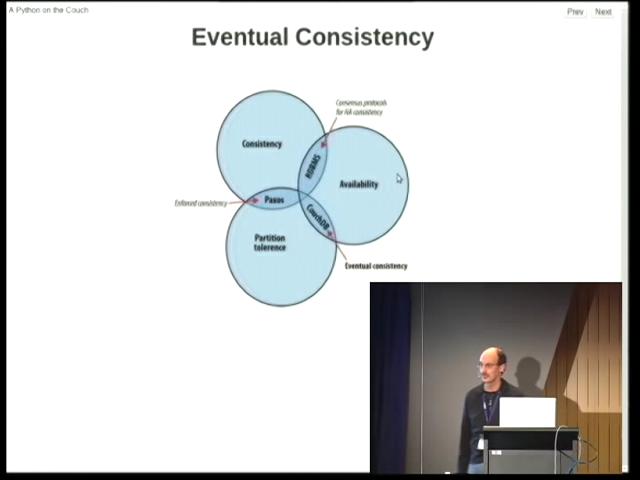 A Python on the Couch
Prev Next
Eventual Consistency
Consensus protocols
for HA consistency
Consistency
RDBMS
Availability
Enforced consistency
Paxos
CouchDB
Partition
tolerence
Eventual consistency